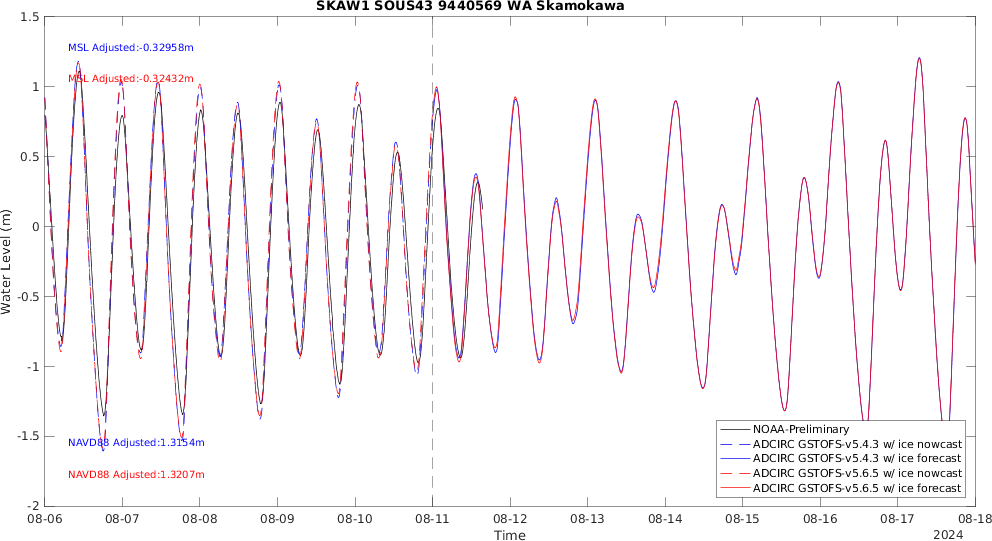 SKAW1 SOUS43 9440569 WA Skamokawa
MSL Adjusted:-0.32958m
MSL Adjusted:-0.32432m
NAVD88 Adjusted:1.3154m
NAVD88 Adjusted:1.3207m
Water Level (m)
1.5
1
0.5
0
-0.5
-1
-1.5
-2
NOAA-Preliminary
ADCIRC GSTOFS-v5.4.3 w/ ice nowcast
ADCIRC GSTOFS-v5.4.3 w/ ice forecast
ADCIRC GSTOFS-v5.6.5 w/ ice nowcast
ADCIRC GSTOFS-v5.6.5 w/ ice forecast
08-06 08-07 08-08 08-09 08-10 08-11 08-12 08-13 08-14 08-15 08-16 08-17 08-18
Time
2024